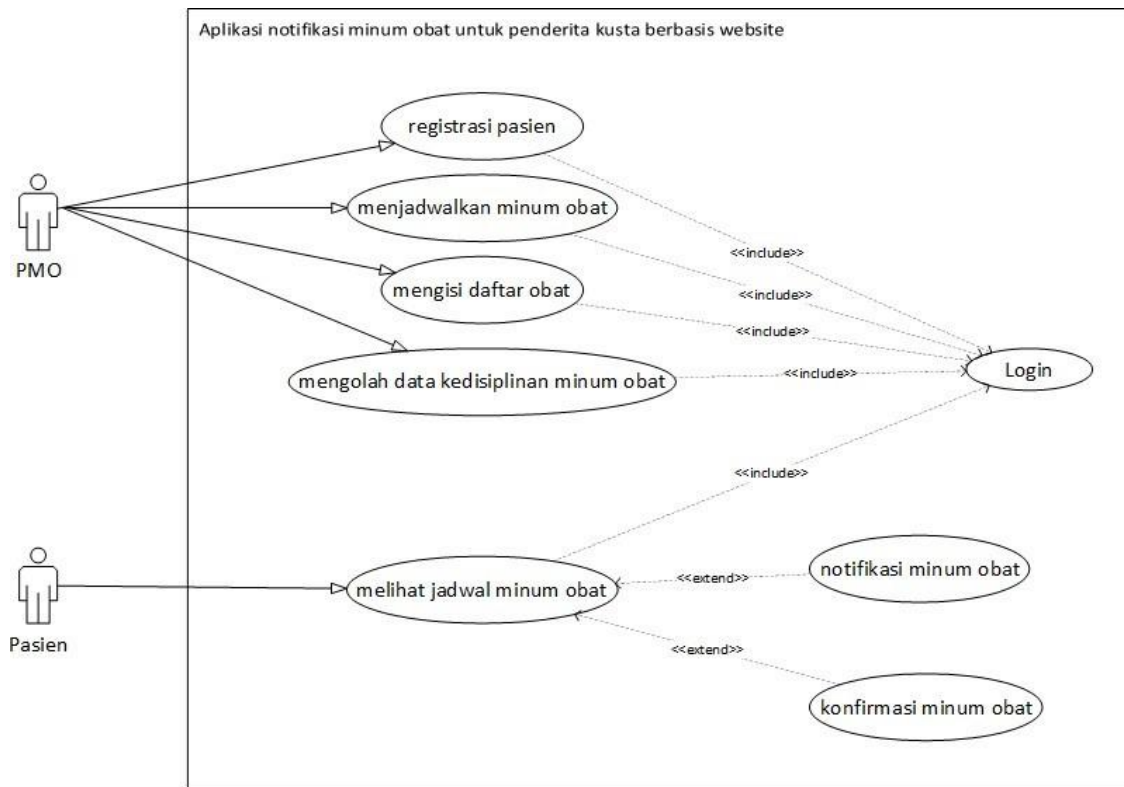 Aplikasi notifikasi minum obat untuk penderita kusta berbasis website
registrasi pasien
menjadwalkan minum obat
PMO
<<include>>
mengisi daftar obat
<<include>>
<<include>>
mengolah data kedisiplinan minum obat
<<include>>
Login
<<include>>
Pasien
melihat jadwal minum obat
<<extend>>
notifikasi minum obat
<<extend>>
konfirmasi minum obat